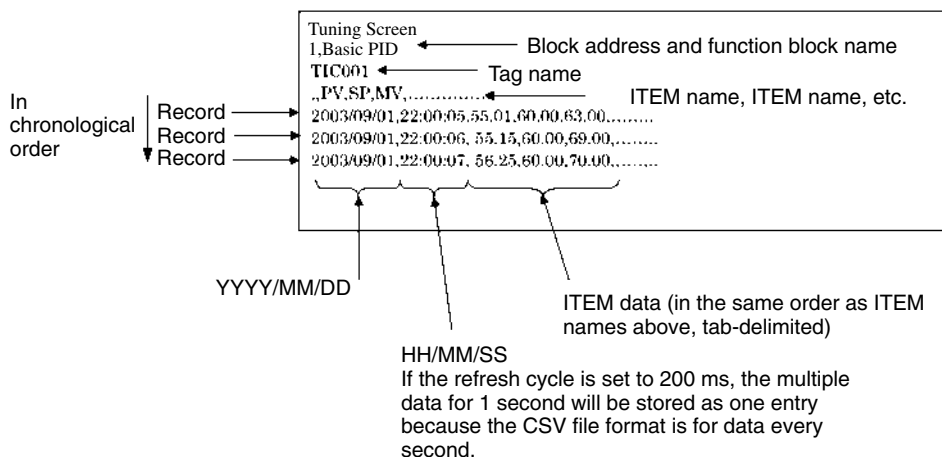 Tuning Screen
1,Basic PID
Block address and function block name
TIC001
Tag name
,,PV,SP,MV,..............
ITEM name, ITEM name, etc.
In
chronological
order
Record
2003/09/01,22:00:05,55.01,60.00,63.00,........
Record
2003/09/01,22:00:06, 55.15,60.00,69.00,.......
Record
2003/09/01,22:00:07, 56.25,60.00,70.00,.......
YYYY/MM/DD
ITEM data (in the same order as ITEM
names above, tab-delimited)
HH/MM/SS
If the refresh cycle is set to 200 ms, the multiple
data for 1 second will be stored as one entry
because the CSV file format is for data every
second.